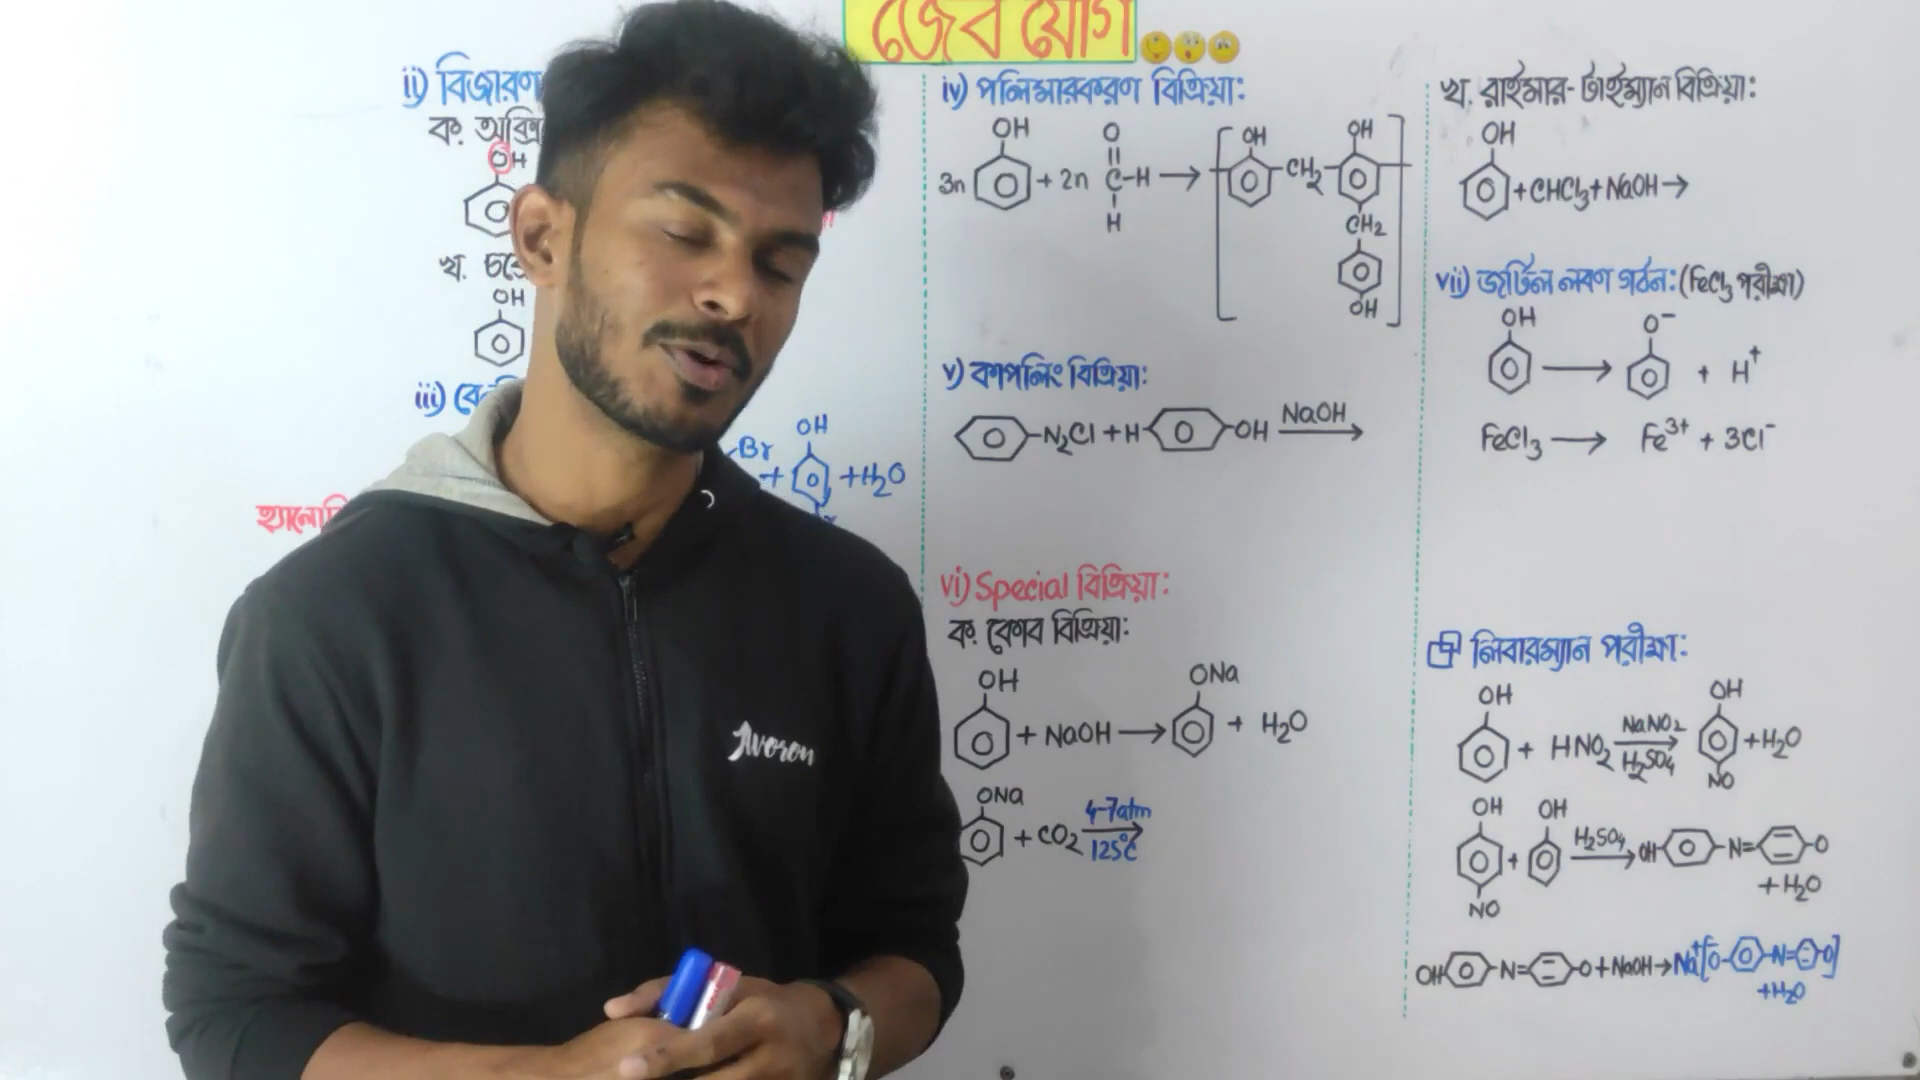 জৈব যৌগ
ii) বিজারণ
ক.
OH
খ.
OH
iii)
Br
OH
+ +H₂O
iv) পলিমারকরণ বিক্রিয়া:
OH O OH OH
3n + 2n C-H → CH₂
H CH₂
OH
v) কাপলিং বিক্রিয়া:
-N₂Cl + H- -OH NaOH →
vi) Special বিক্রিয়া:
ক. কোব বিক্রিয়া:
OH ONa
+ NaOH → + H₂O
ONa
+ CO₂ 4-7atm →
125°C
খ. রাইমার-টাইম্যান বিক্রিয়া:
OH
+ CHCl₃ + NaOH →
vii) জটিল লবণ গঠন: (FeCl₃ পরীক্ষা)
OH O⁻
→ + H⁺
FeCl₃ → Fe³⁺ + 3Cl⁻
লিবারম্যান পরীক্ষা:
OH OH
+ HNO₂ NaNO₂ → +H₂O
H₂SO₄
NO
OH OH
+ H₂SO₄ → OH- -N= -O
+H₂O
NO
OH- -N= -O + NaOH → Na⁺[O⁻- -N= -O]
+H₂O
Jivoron